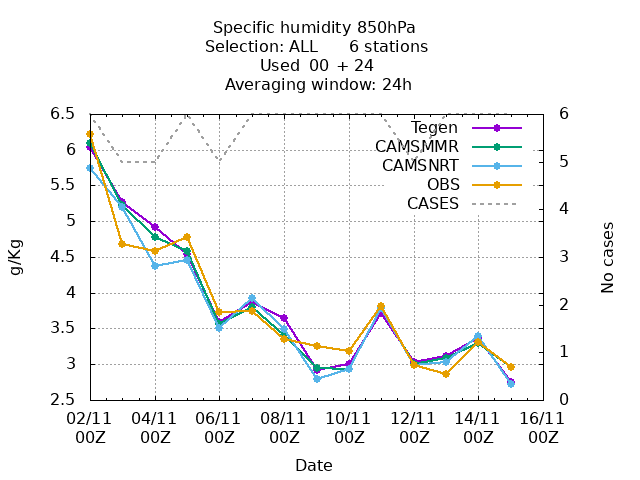 Specific humidity 850hPa
Selection: ALL 6 stations
Used 00 + 24
Averaging window: 24h
6.5
6
5.5
5
4.5
4
3.5
3
2.5
g/Kg
Tegen
CAMSMMR
CAMSNRT
OBS
CASES
6
5
4
3
2
1
0
No cases
02/11 04/11 06/11 08/11 10/11 12/11 14/11 16/11
00Z 00Z 00Z 00Z 00Z 00Z 00Z 00Z
Date